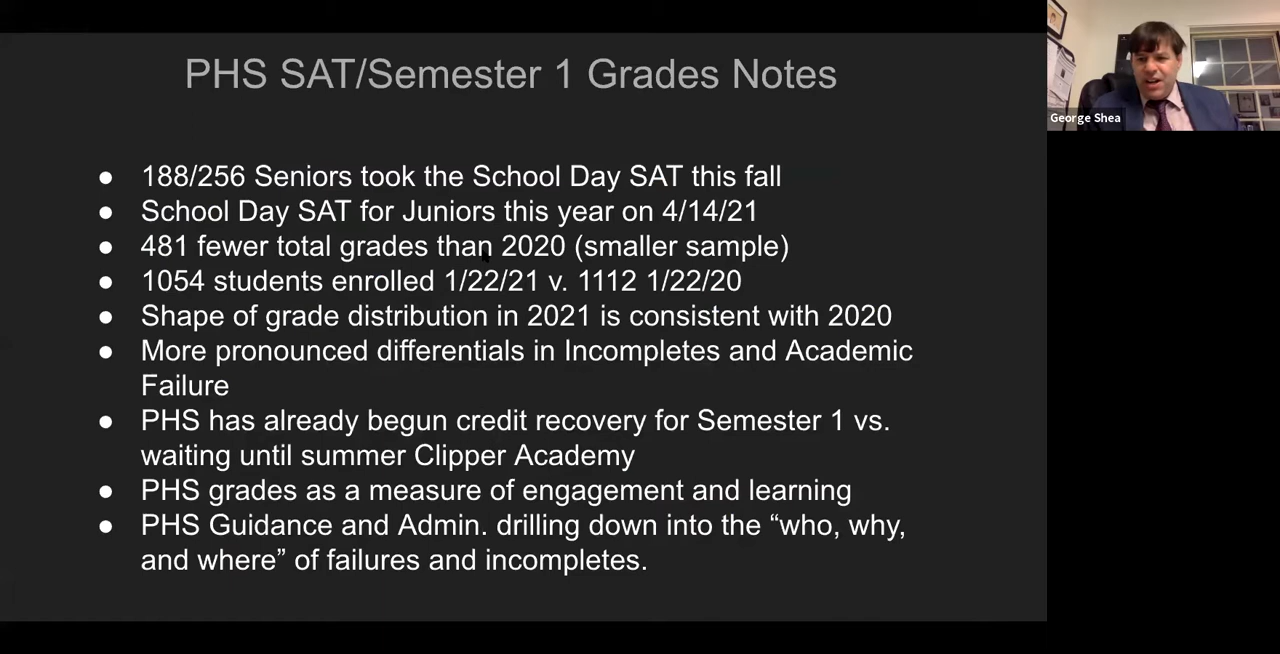 PHS SAT/Semester 1 Grades Notes
George Shea
● 188/256 Seniors took the School Day SAT this fall
● School Day SAT for Juniors this year on 4/14/21
● 481 fewer total grades than 2020 (smaller sample)
● 1054 students enrolled 1/22/21 v. 1112 1/22/20
● Shape of grade distribution in 2021 is consistent with 2020
● More pronounced differentials in Incompletes and Academic
Failure
● PHS has already begun credit recovery for Semester 1 vs.
waiting until summer Clipper Academy
● PHS grades as a measure of engagement and learning
● PHS Guidance and Admin. drilling down into the “who, why,
and where” of failures and incompletes.